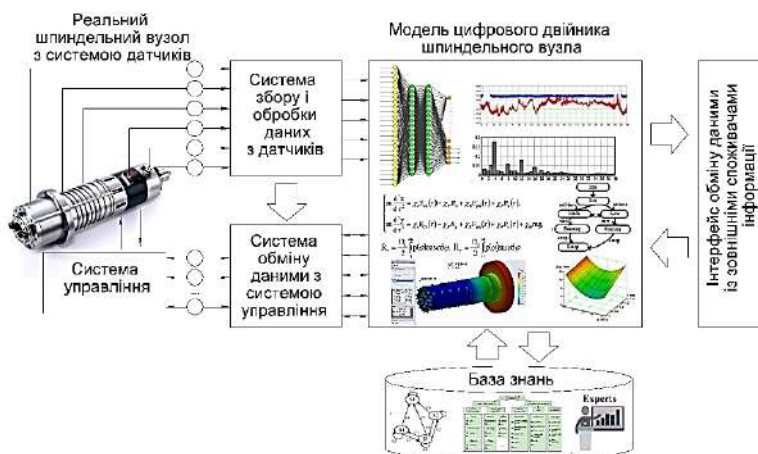 Реальний
шпиндельний вузол
з системою датчиків
Система
збору і
обробки
даних
з датчиків
Модель цифрового двійника
шпиндельного вузла
Інтерфейс обміну даними
із зовнішніми споживачами
інформації
Система
управління
Система
обміну
даними з
системою
управління
База знань
Experts